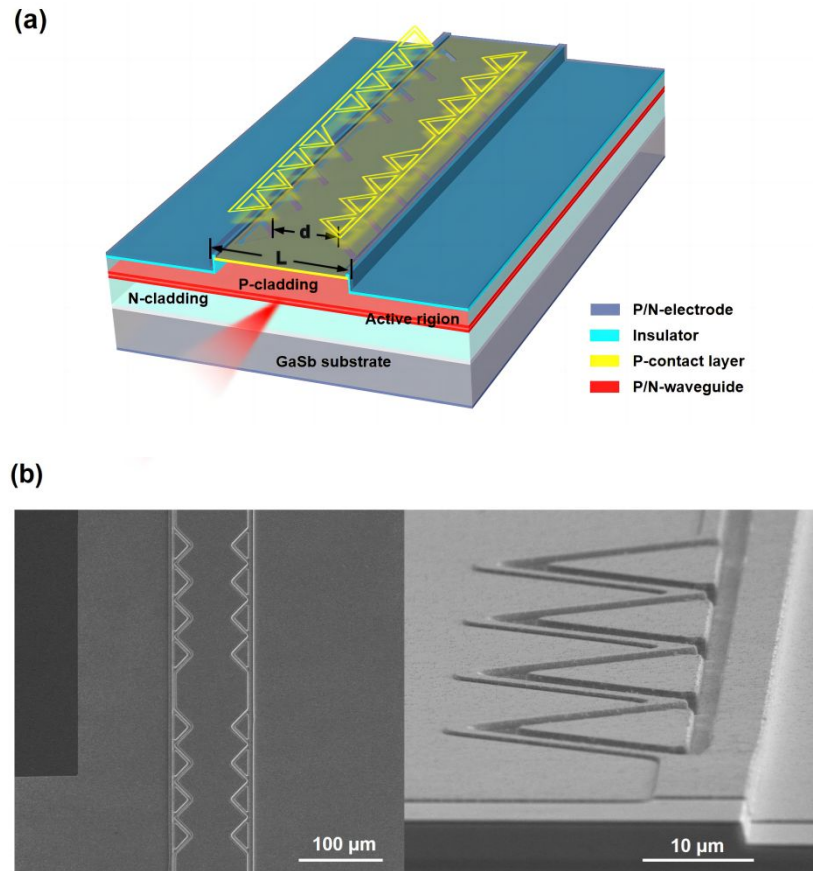 (a)
d
L
P-cladding
N-cladding
Active rigion
GaSb substrate
P/N-electrode
Insulator
P-contact layer
P/N-waveguide
(b)
100 μm
10 μm